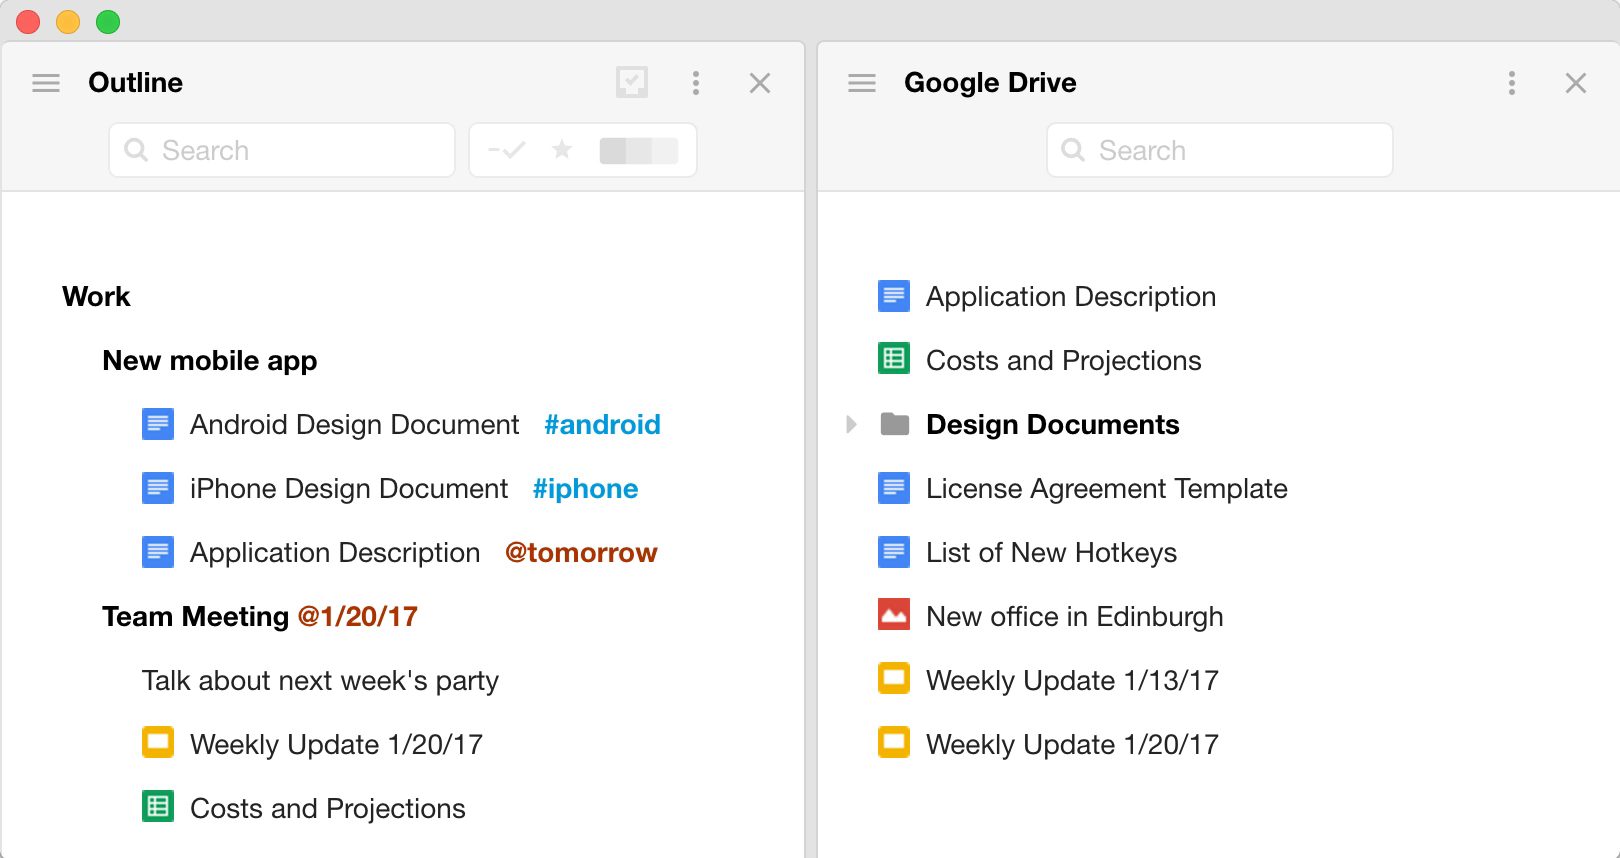 Outline
Search
Work
New mobile app
Android Design Document #android
iPhone Design Document #iphone
Application Description @tomorrow
Team Meeting @1/20/17
Talk about next week's party
Weekly Update 1/20/17
Costs and Projections
Google Drive
Search
Application Description
Costs and Projections
Design Documents
License Agreement Template
List of New Hotkeys
New office in Edinburgh
Weekly Update 1/13/17
Weekly Update 1/20/17